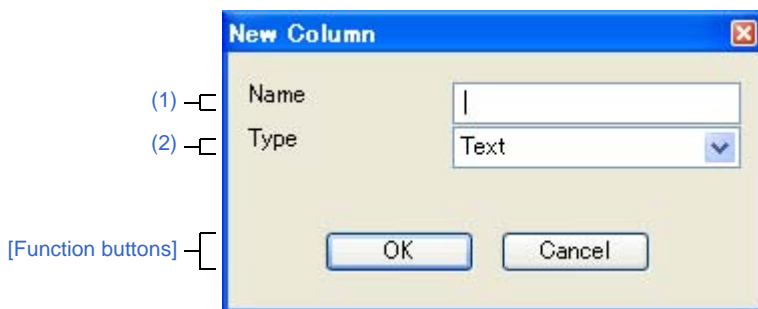 New Column
(1) Name
(2) Type Text
[Function buttons] OK Cancel